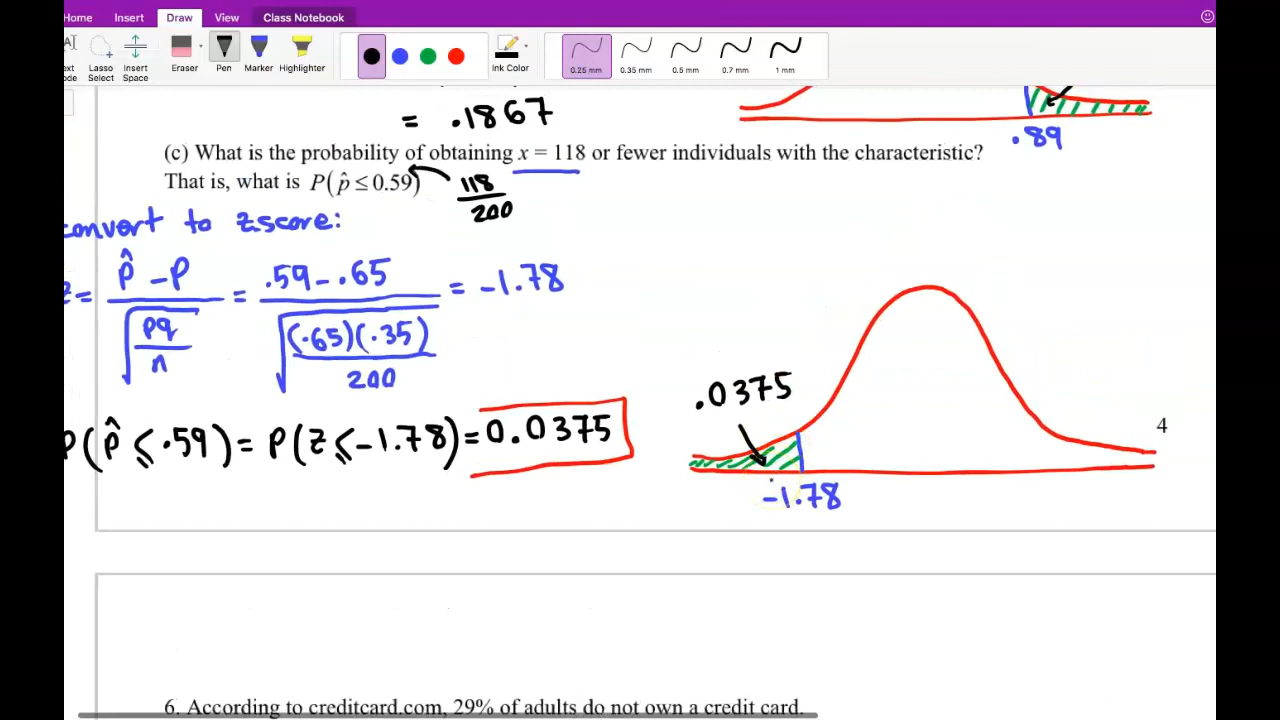 Home Insert Draw View Class Notebook
Lasso Select
Insert Space
Eraser
Pen
Marker
Highlighter
Ink Color
0.25 mm
0.35 mm
0.5 mm
0.7 mm
1 mm
= .1867
.89
(c) What is the probability of obtaining x = 118 or fewer individuals with the characteristic?
That is, what is P(p̂ ≤ 0.59)
118/200
convert to zscore:
z = (p̂ - p)/√(pq/n) = (.59 - .65)/√((.65)(.35)/200) = -1.78
.0375
P(p̂ ≤ .59) = P(z ≤ -1.78) = 0.0375
4
-1.78
6. According to creditcard.com, 29% of adults do not own a credit card.